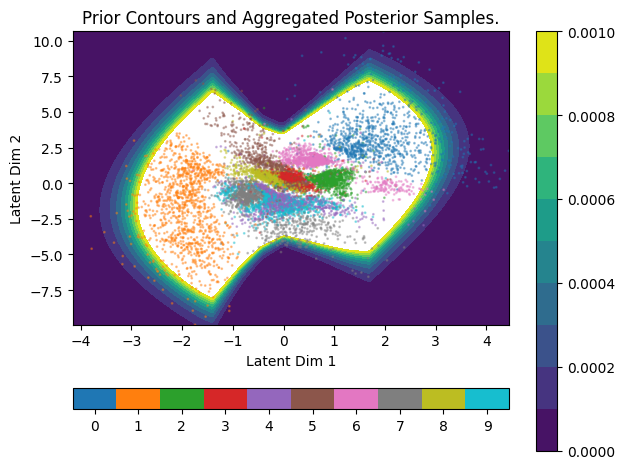 Prior Contours and Aggregated Posterior Samples.
10.0
7.5
5.0
2.5
0.0
−2.5
−5.0
−7.5
Latent Dim 2
−4 −3 −2 −1 0 1 2 3 4
Latent Dim 1
0 1 2 3 4 5 6 7 8 9
0.0010
0.0008
0.0006
0.0004
0.0002
0.0000